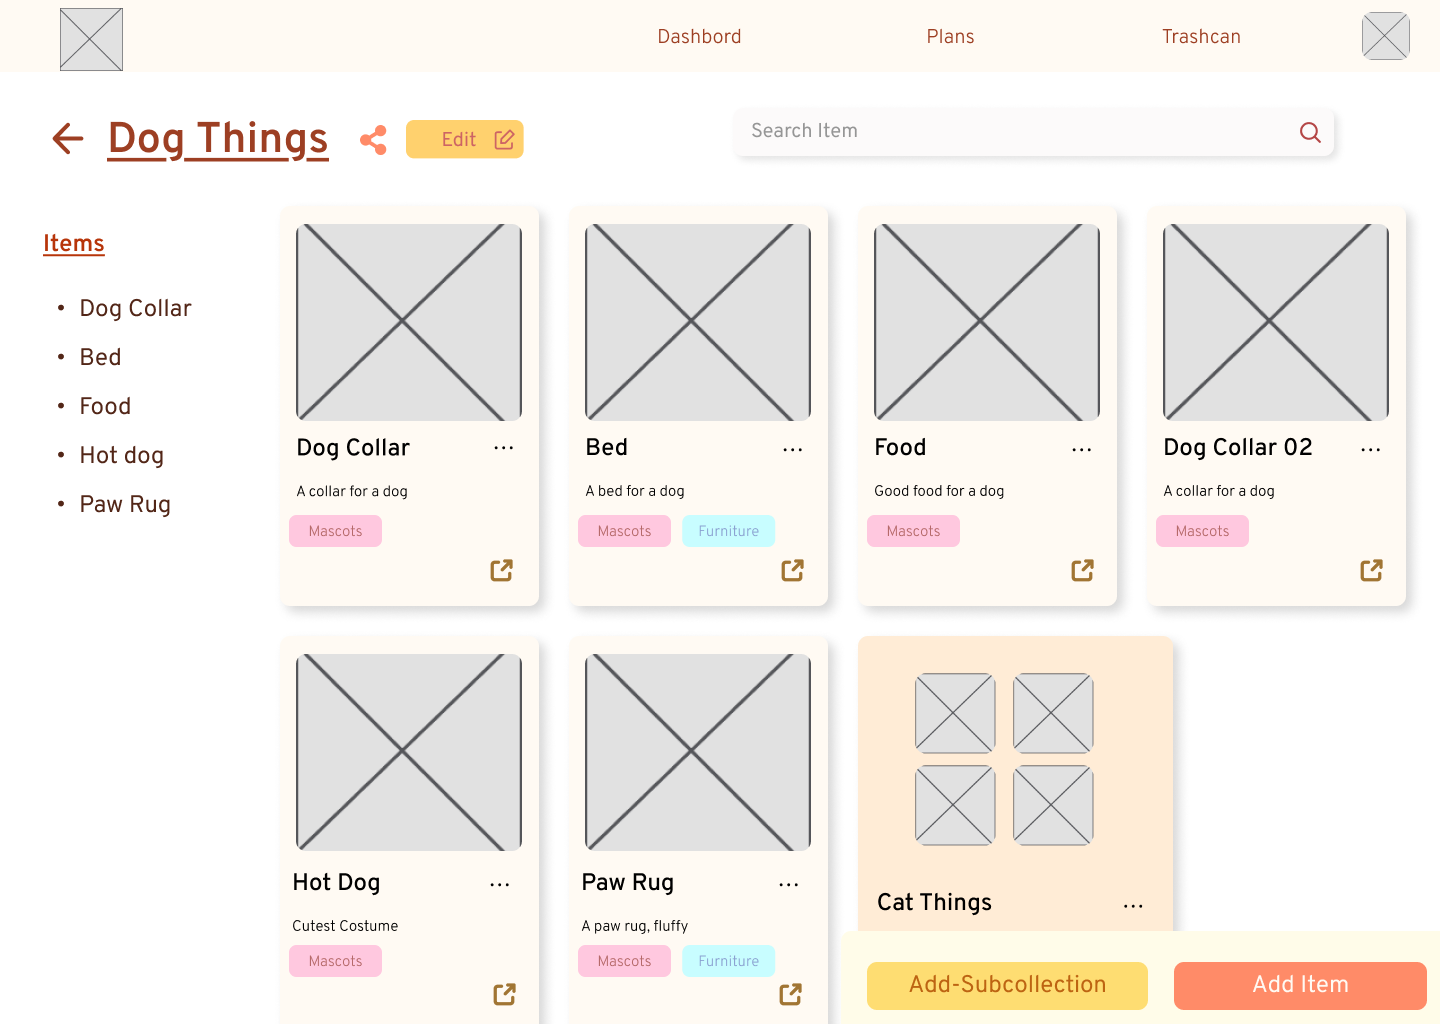 Dashbord
Plans
Trashcan
Dog Things
Edit
Search Item
Items
• Dog Collar
• Bed
• Food
• Hot dog
• Paw Rug
Dog Collar ...
A collar for a dog
Mascots
Bed ...
A bed for a dog
Mascots Furniture
Food ...
Good food for a dog
Mascots
Dog Collar 02 ...
A collar for a dog
Mascots
Hot Dog ...
Cutest Costume
Mascots
Paw Rug ...
A paw rug, fluffy
Mascots Furniture
Cat Things ...
Add-Subcollection
Add Item